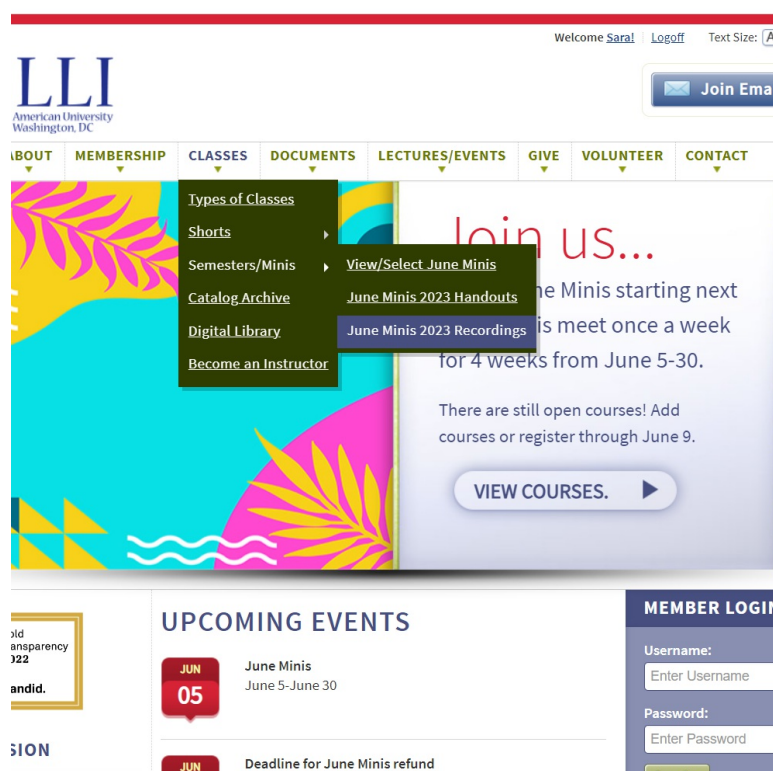 Welcome Sara! Logoff Text Size: A
LLI
American University
Washington, DC
Join Ema
ABOUT MEMBERSHIP CLASSES DOCUMENTS LECTURES/EVENTS GIVE VOLUNTEER CONTACT
Types of Classes
Shorts
Semesters/Minis
Catalog Archive
Digital Library
Become an Instructor
View/Select June Minis
June Minis 2023 Handouts
June Minis 2023 Recordings
Join us...
ne Minis starting next
is meet once a week
for 4 weeks from June 5-30.
There are still open courses! Add
courses or register through June 9.
VIEW COURSES.
old
ansparency
022
andid.
SION
UPCOMING EVENTS
JUN
05
June Minis
June 5-June 30
JUN
Deadline for June Minis refund
MEMBER LOGIN
Username:
Enter Username
Password:
Enter Password